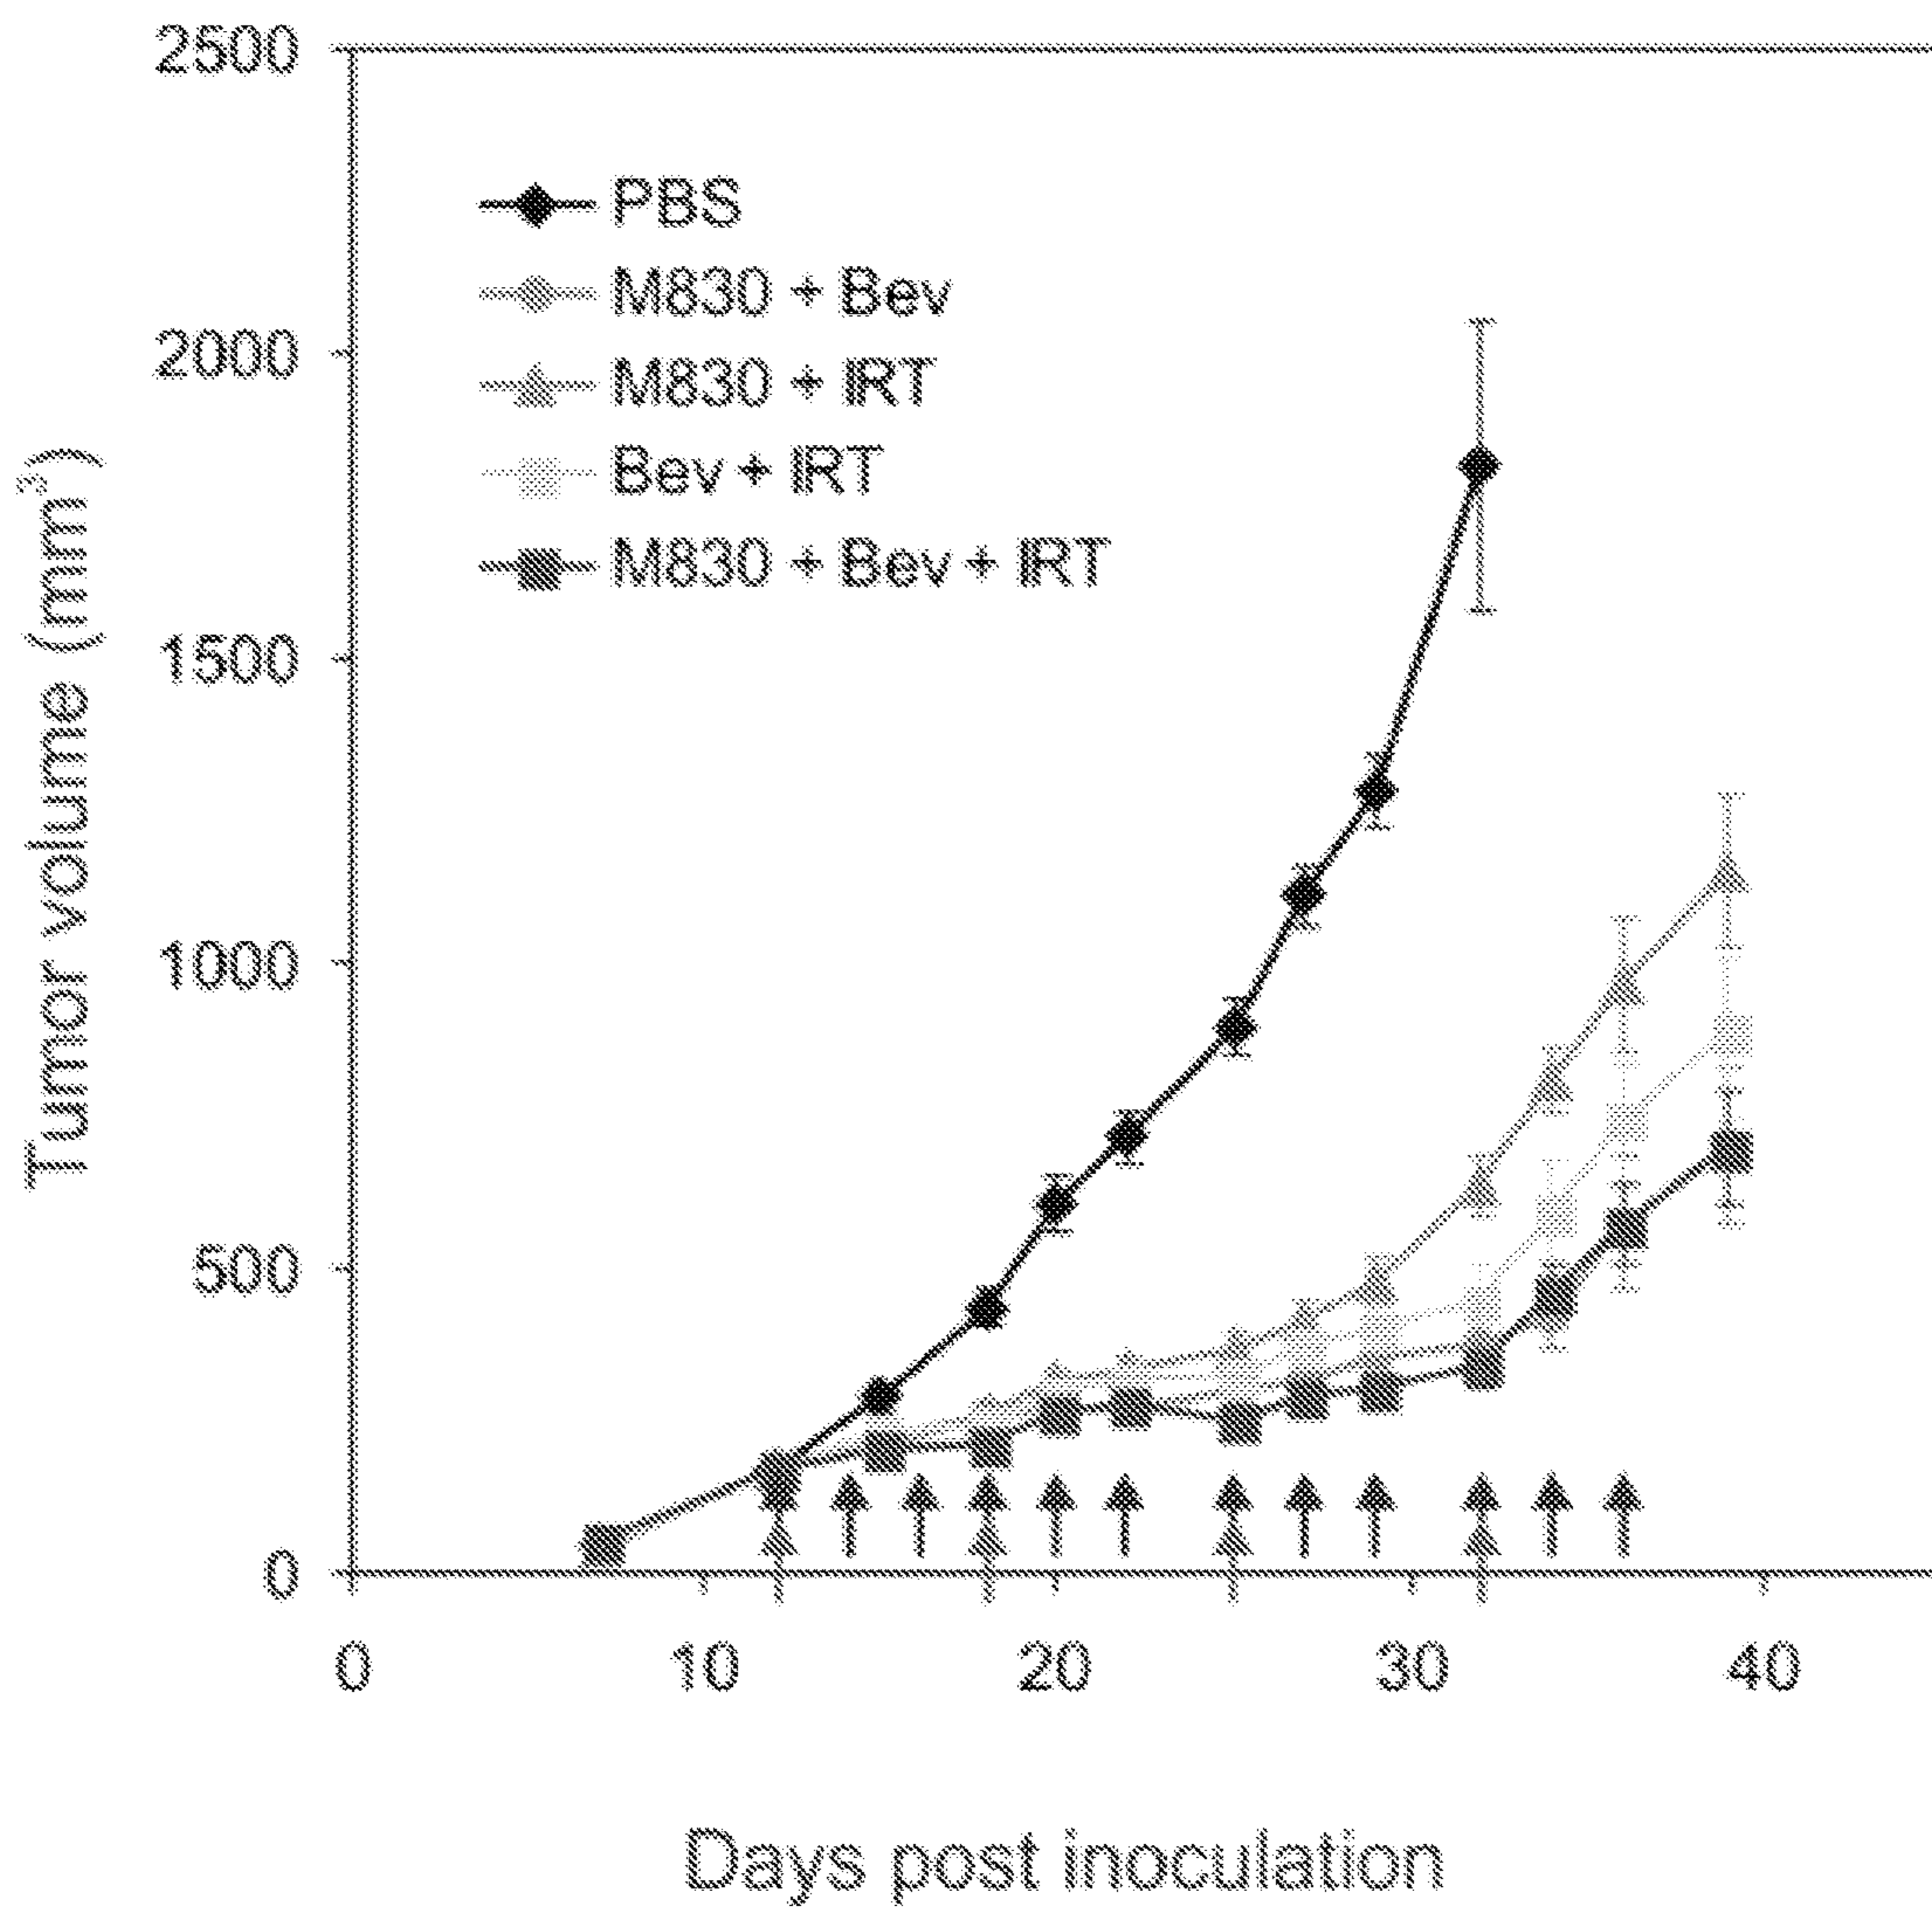 Tumor volume (mm³)
2500
2000
1500
1000
500
0
PBS
M830 + Bev
M830 + IRT
Bev + IRT
M830 + Bev + IRT
0 10 20 30 40
Days post inoculation